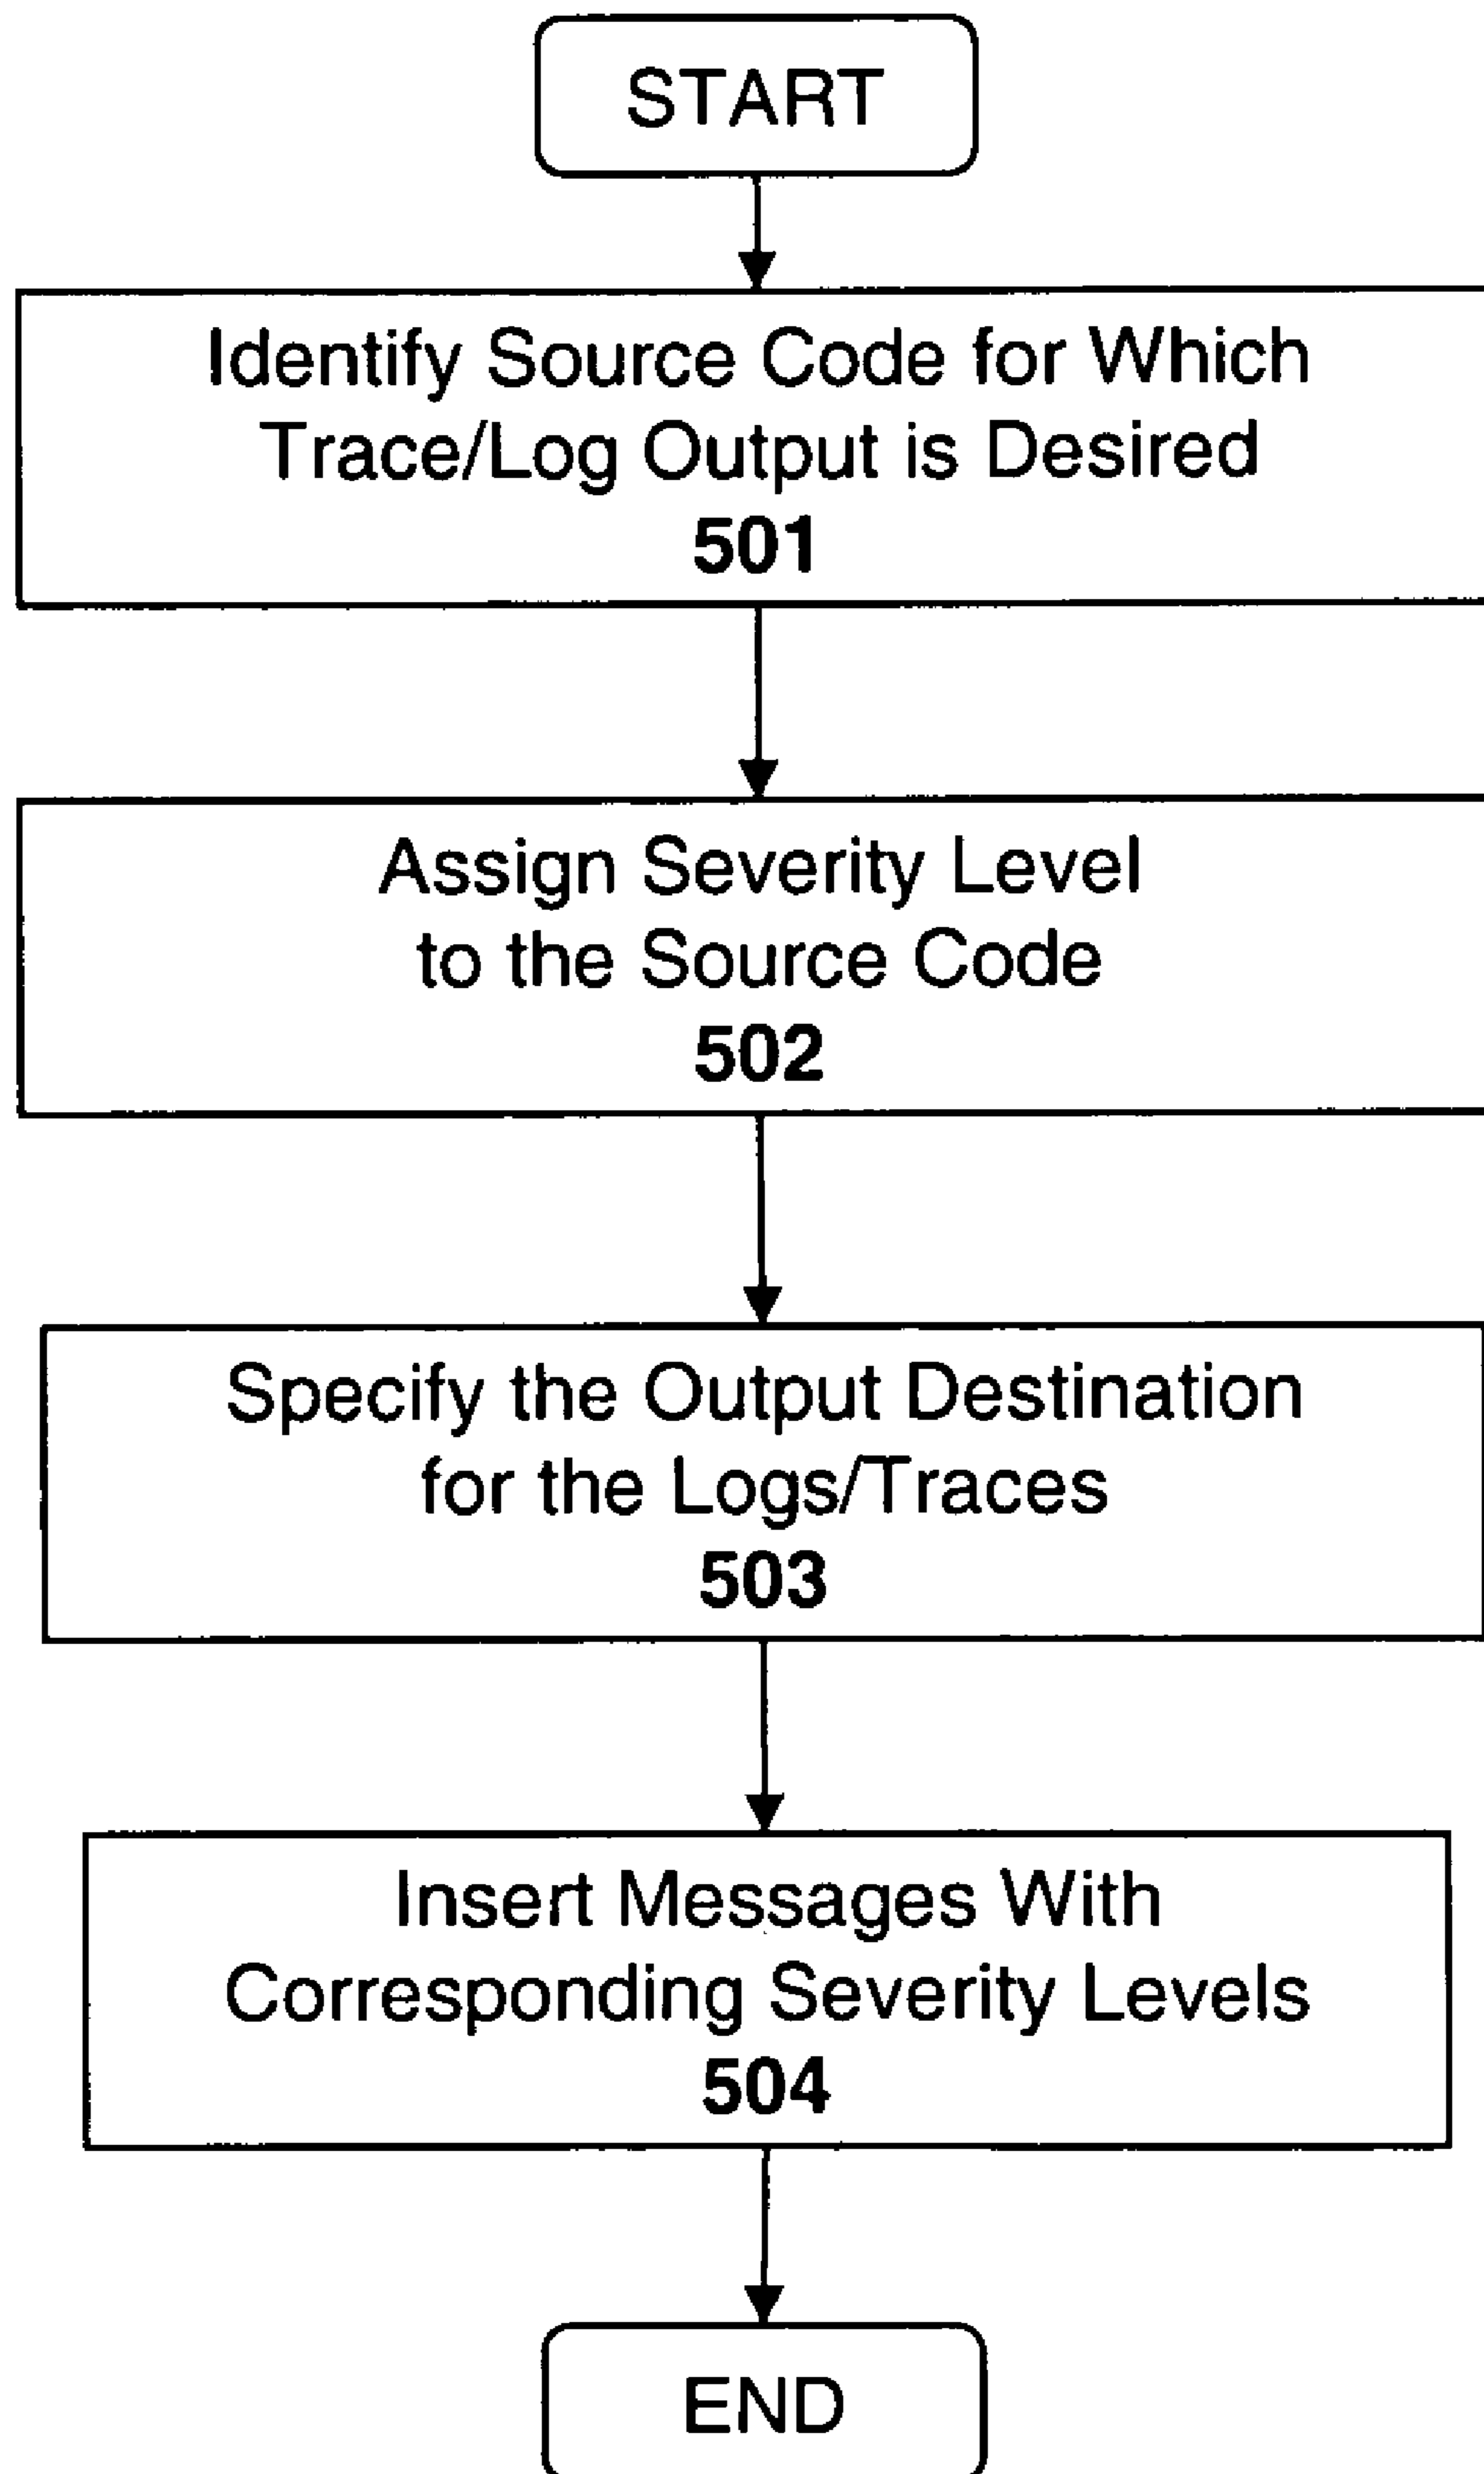 START
Identify Source Code for Which
Trace/Log Output is Desired
501
Assign Severity Level
to the Source Code
502
Specify the Output Destination
for the Logs/Traces
503
Insert Messages With
Corresponding Severity Levels
504
END